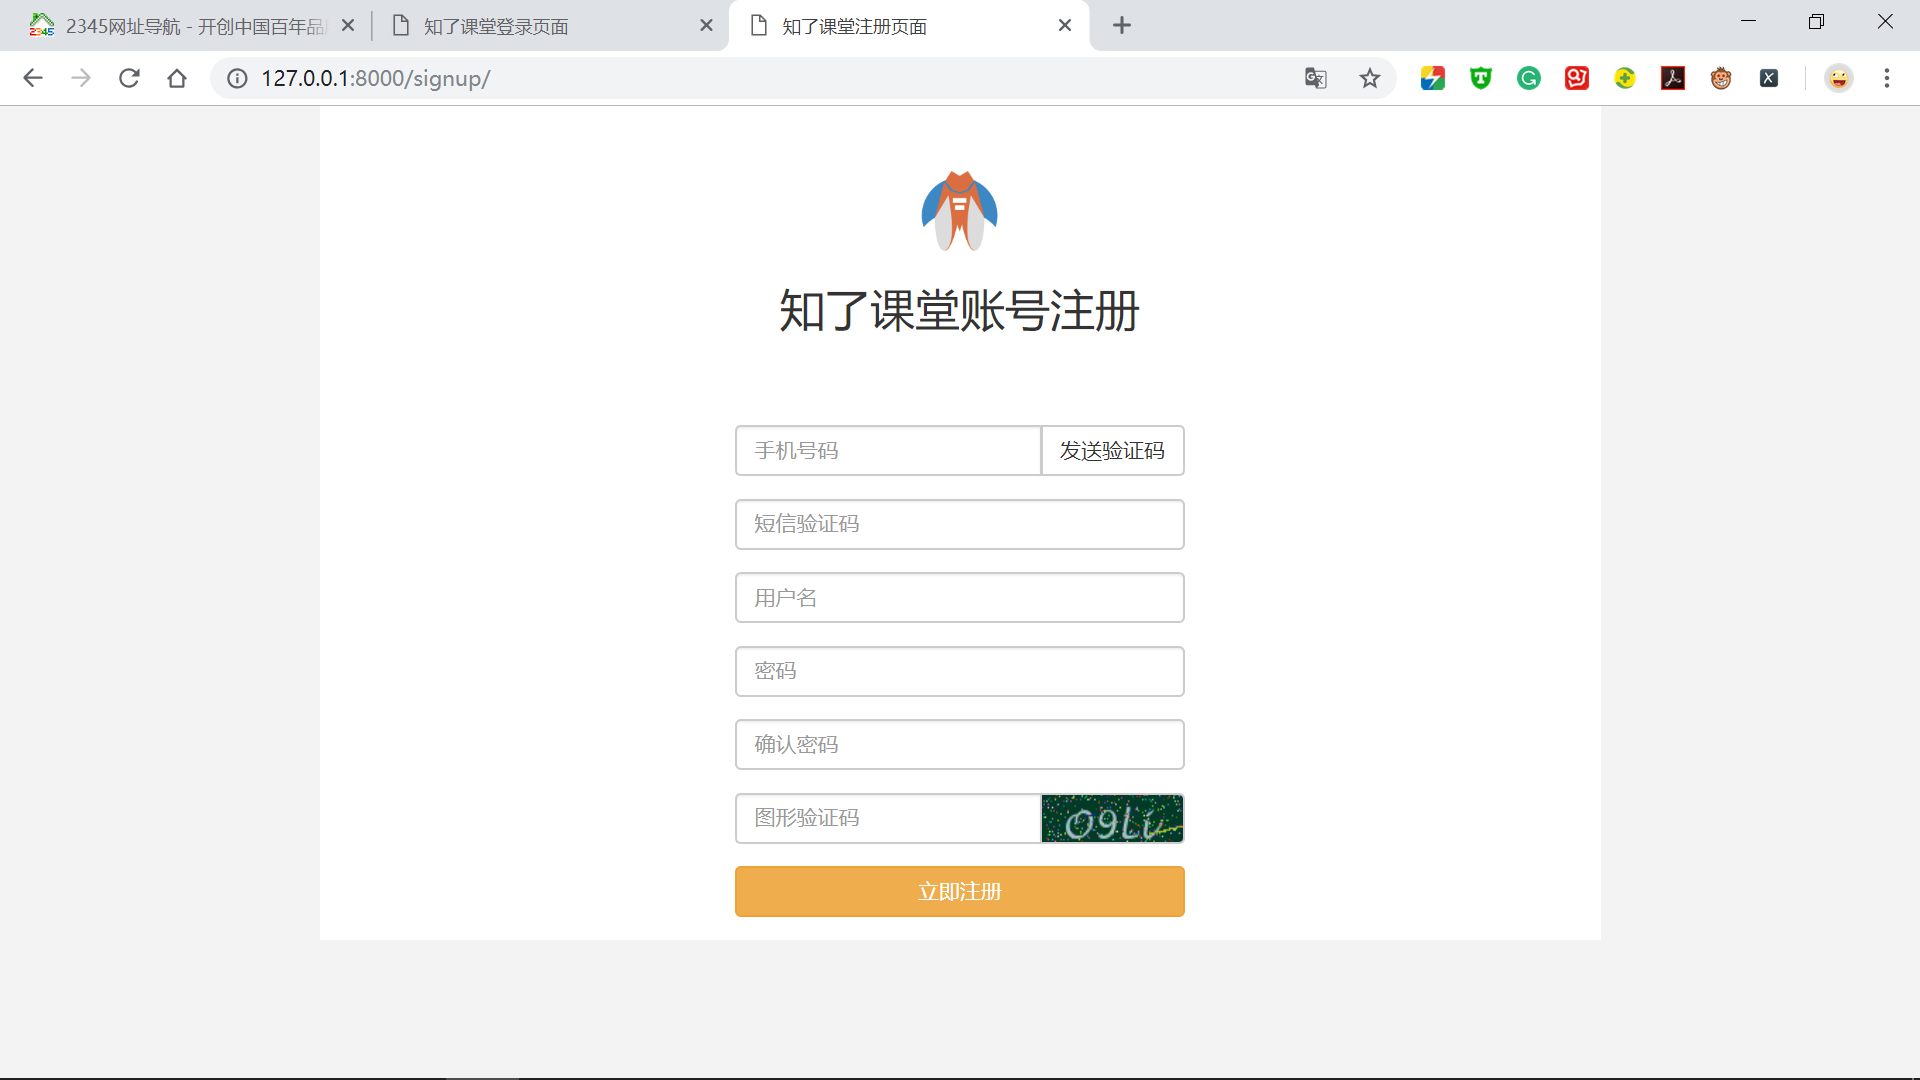 2345网址导航 - 开创中国百年品
知了课堂登录页面
知了课堂注册页面
127.0.0.1:8000/signup/
知了课堂账号注册
手机号码
发送验证码
短信验证码
用户名
密码
确认密码
图形验证码
O9Li
立即注册